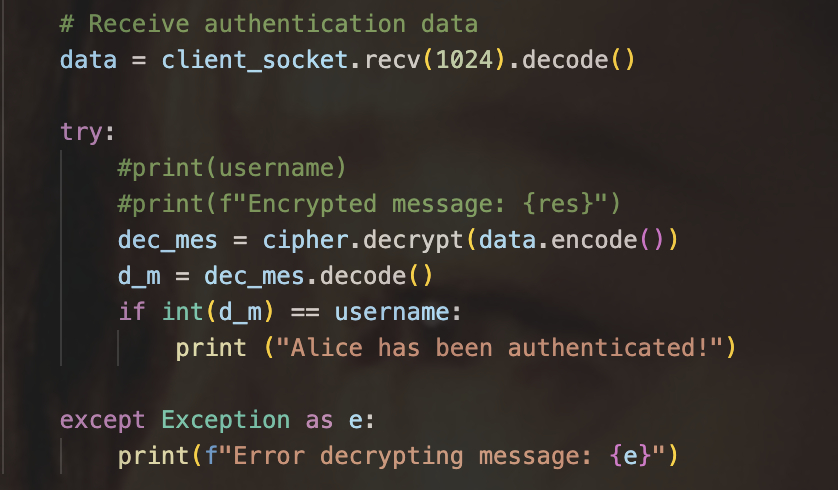 # Receive authentication data
data = client_socket.recv(1024).decode()
try:
#print(username)
#print(f"Encrypted message: {res}")
dec_mes = cipher.decrypt(data.encode())
d_m = dec_mes.decode()
if int(d_m) == username:
print ("Alice has been authenticated!")
except Exception as e:
print(f"Error decrypting message: {e}")